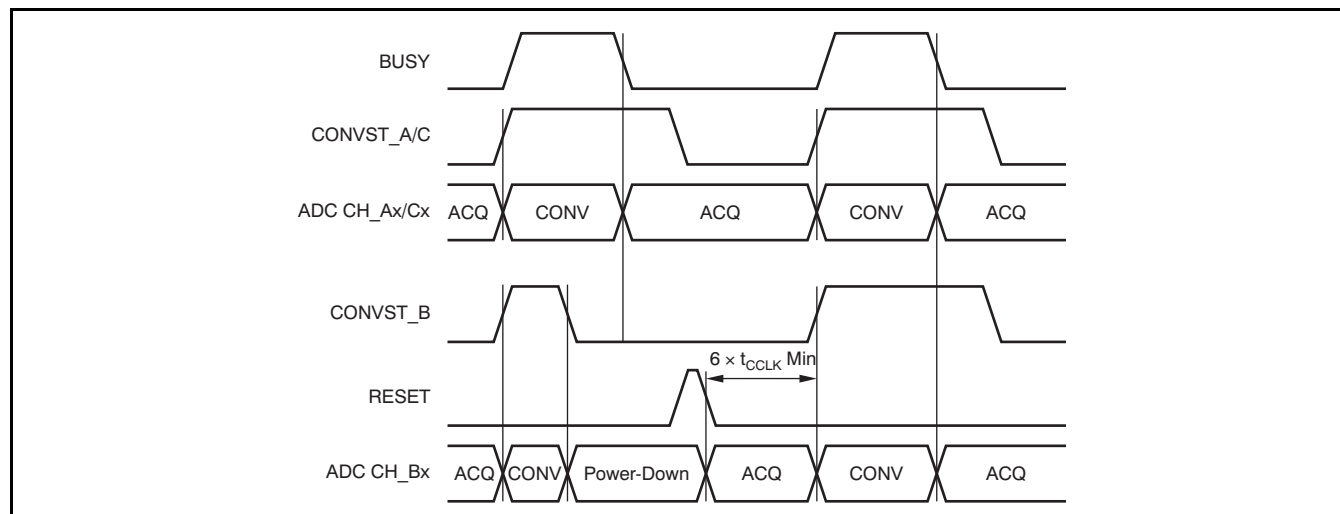 BUSY
CONVST_A/C
ADC CH_Ax/Cx ACQ CONV ACQ CONV ACQ
CONVST_B
6 × tCCLK Min
RESET
ADC CH_Bx ACQ CONV Power-Down ACQ CONV ACQ